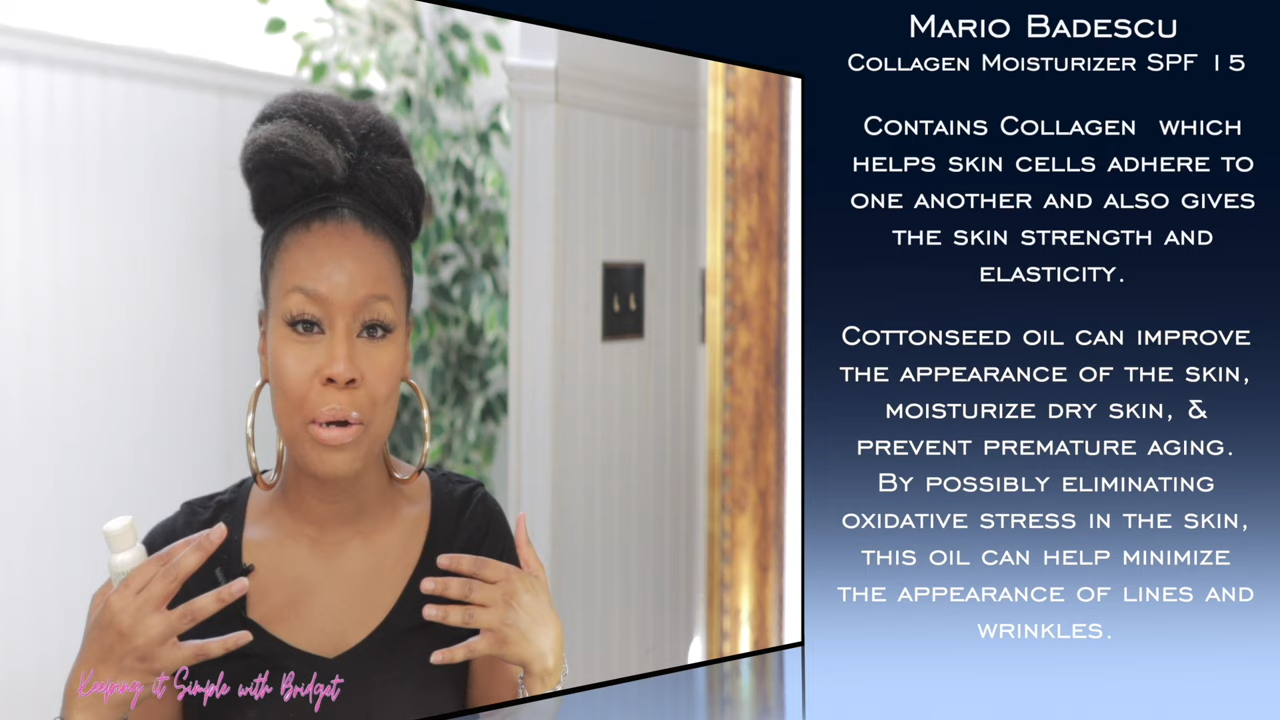 Mario Badescu
Collagen Moisturizer SPF 15
Contains Collagen which
helps skin cells adhere to
one another and also gives
the skin strength and
elasticity.
Cottonseed oil can improve
the appearance of the skin,
moisturize dry skin, &
prevent premature aging.
By possibly eliminating
oxidative stress in the skin,
this oil can help minimize
the appearance of lines and
wrinkles.
Keeping it Simple with Bridget